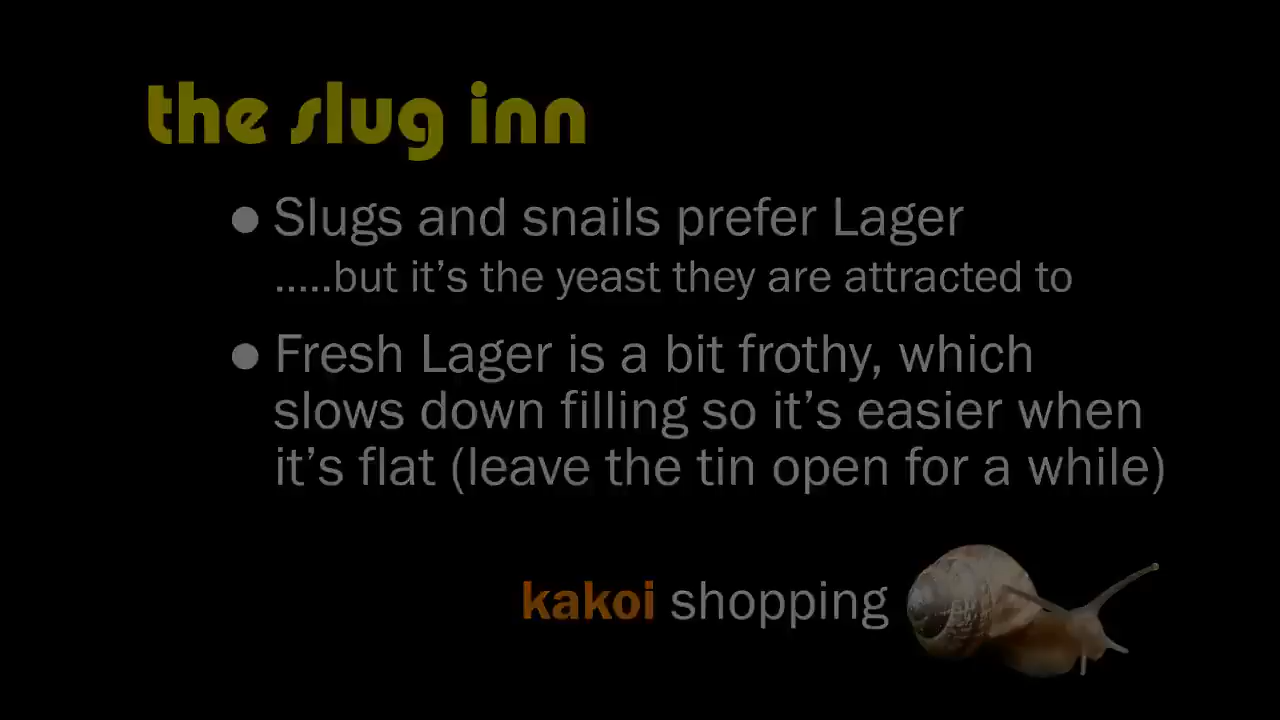 the slug inn
● Slugs and snails prefer Lager
.....but it’s the yeast they are attracted to
● Fresh Lager is a bit frothy, which
slows down filling so it’s easier when
it’s flat (leave the tin open for a while)
kakoi shopping